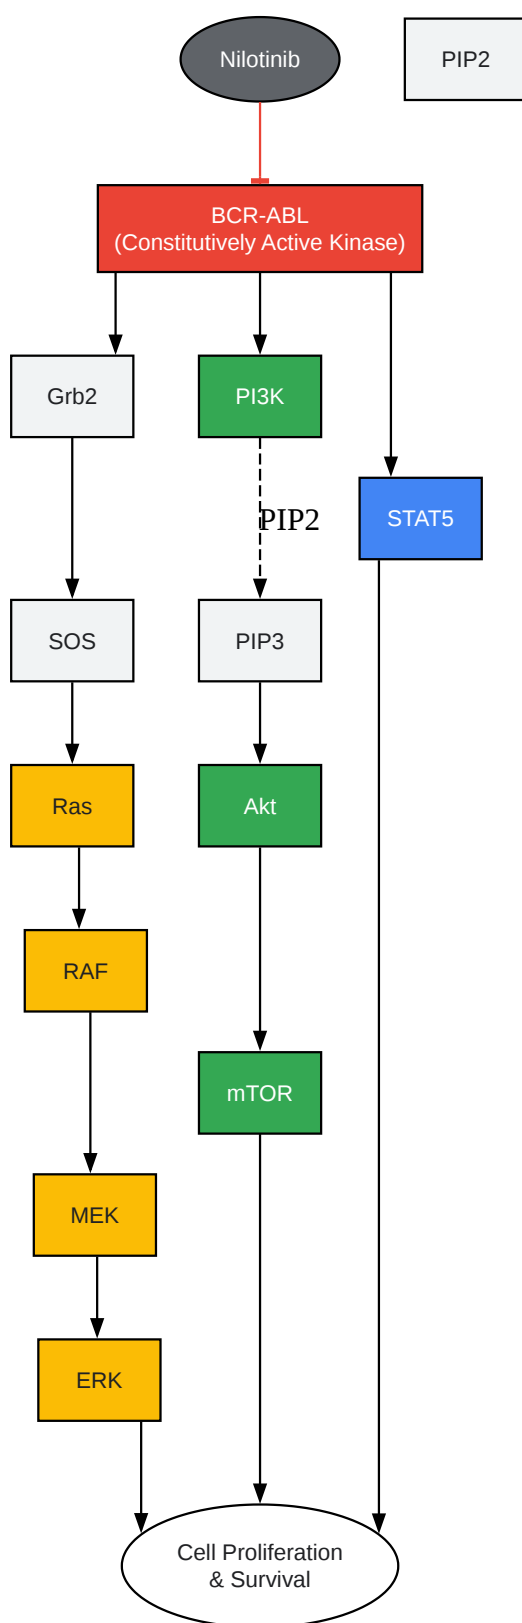 Nilotinib
PIP2
BCR-ABL
(Constitutively Active Kinase)
Grb2
PI3K
PIP2
STAT5
SOS
PIP3
Ras
Akt
RAF
mTOR
MEK
ERK
Cell Proliferation
& Survival